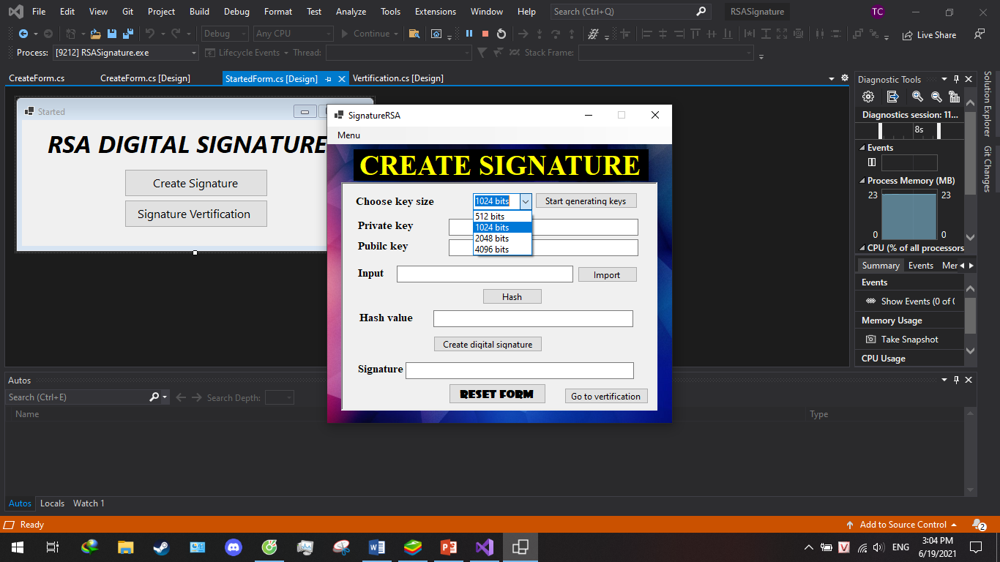 File Edit View Git Project Build Debug Format Test Analyze Tools Extensions Window Help Search (Ctrl+Q) RSASignature TC
Debug Any CPU Continue Live Share
Process: [9212] RSASignature.exe Lifecycle Events Thread: Stack Frame:
CreateForm.cs CreateForm.cs [Design] StartedForm.cs [Design] Vertification.cs [Design]
Started
RSA DIGITAL SIGNATURE
Create Signature
Signature Vertification
SignatureRSA
Menu
CREATE SIGNATURE
Choose key size 1024 bits Start generating keys
512 bits
1024 bits
2048 bits
4096 bits
Private key
Pubilc key
Input Import
Hash
Hash value
Create digital signature
Signature
RESET FORM Go to vertification
Diagnostic Tools
Diagnostics session: 11...
8s
Events
Process Memory (MB)
23 23
0 0
CPU (% of all processors
Summary Events Mer
Events
Show Events (0 of 0
Memory Usage
Take Snapshot
CPU Usage
Solution Explorer
Git Changes
Autos
Search (Ctrl+E) Search Depth:
Name Type
Autos Locals Watch 1
Ready Add to Source Control 2
ENG 3:04 PM
6/19/2021